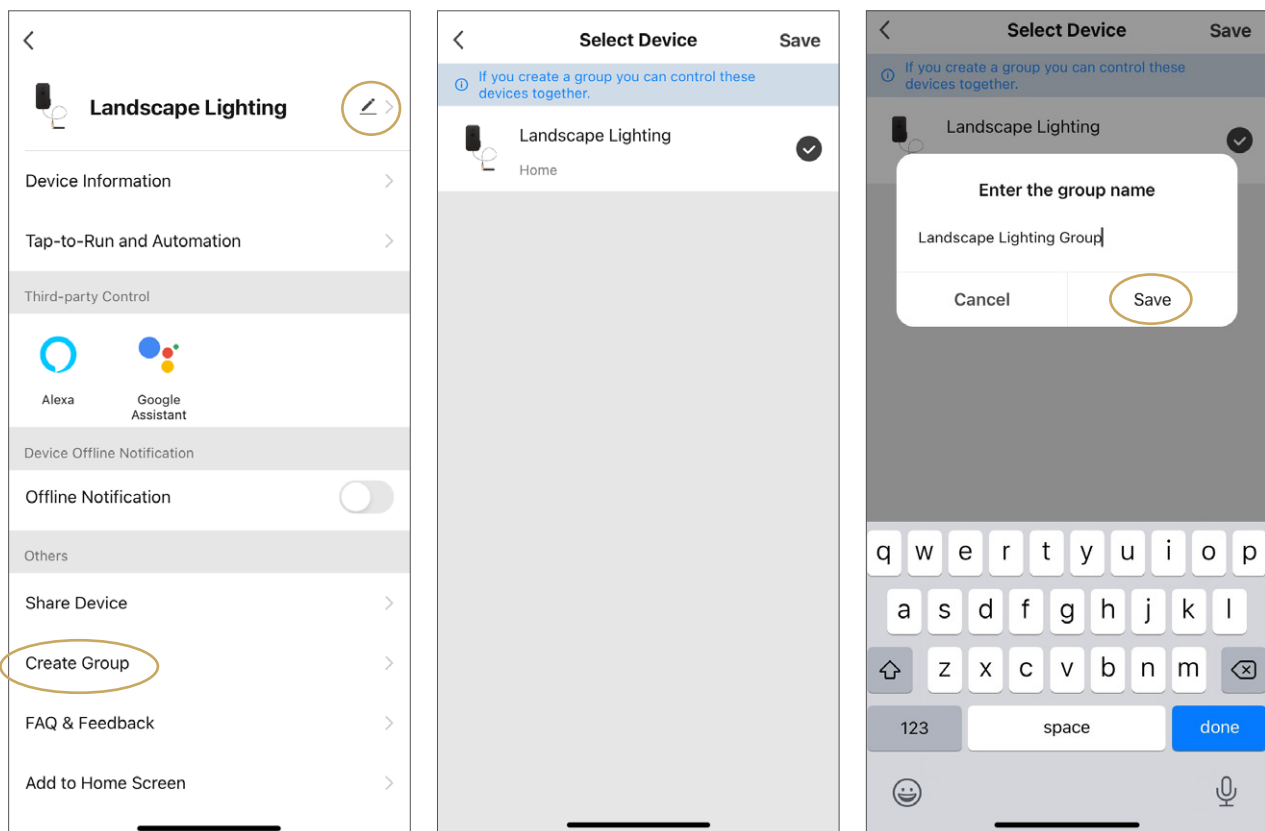 Landscape Lighting
Device Information
Tap-to-Run and Automation
Third-party Control
Alexa
Google
Assistant
Device Offline Notification
Offline Notification
Others
Share Device
Create Group
FAQ & Feedback
Add to Home Screen
Select Device
Save
If you create a group you can control these
devices together.
Landscape Lighting
Home
Select Device
Save
If you create a group you can control these
devices together.
Landscape Lighting
Enter the group name
Landscape Lighting Group
Cancel
Save
q w e r t y u i o p
a s d f g h j k l
z x c v b n m
123
space
done